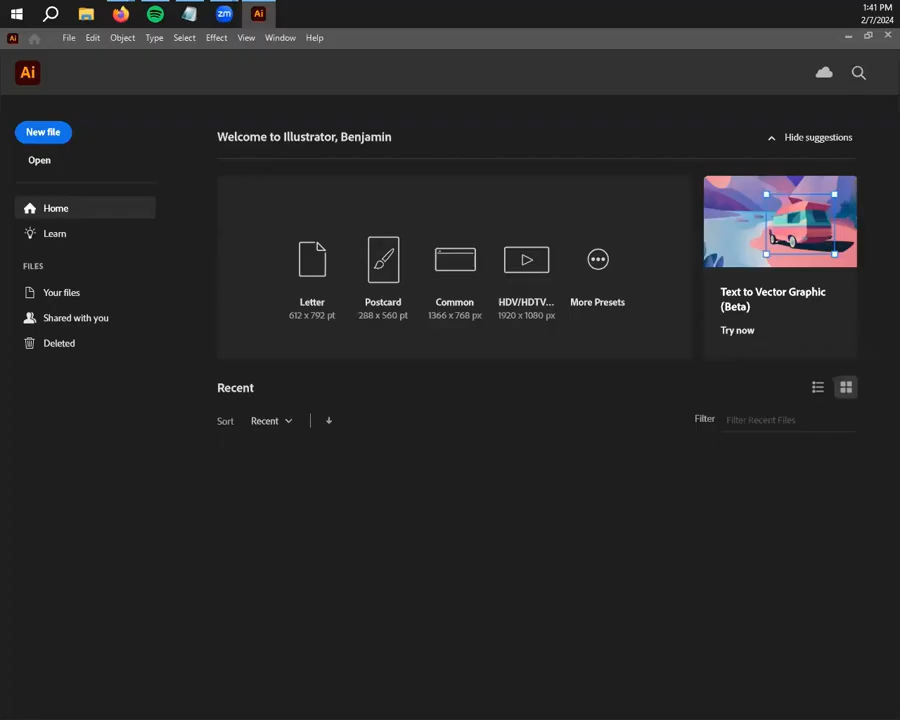 zm
Ai
1:41 PM
2/7/2024
Ai
File Edit Object Type Select Effect View Window Help
Ai
New file
Open
Home
Learn
FILES
Your files
Shared with you
Deleted
Welcome to Illustrator, Benjamin
Hide suggestions
Letter
612 x 792 pt
Postcard
288 x 560 pt
Common
1366 x 768 px
HDV/HDTV...
1920 x 1080 px
More Presets
Text to Vector Graphic
(Beta)
Try now
Recent
Sort Recent
Filter Filter Recent Files